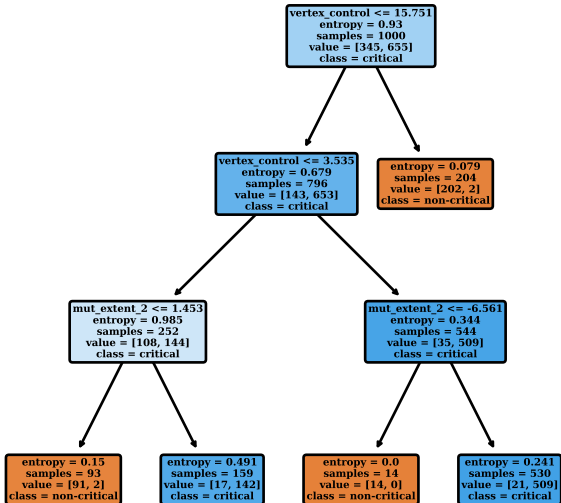 vertex_control <= 15.751
entropy = 0.93
samples = 1000
value = [345, 655]
class = critical
vertex_control <= 3.535
entropy = 0.679
samples = 796
value = [143, 653]
class = critical
entropy = 0.079
samples = 204
value = [202, 2]
class = non-critical
mut_extent_2 <= 1.453
entropy = 0.985
samples = 252
value = [108, 144]
class = critical
mut_extent_2 <= -6.561
entropy = 0.344
samples = 544
value = [35, 509]
class = critical
entropy = 0.15
samples = 93
value = [91, 2]
class = non-critical
entropy = 0.491
samples = 159
value = [17, 142]
class = critical
entropy = 0.0
samples = 14
value = [14, 0]
class = non-critical
entropy = 0.241
samples = 530
value = [21, 509]
class = critical